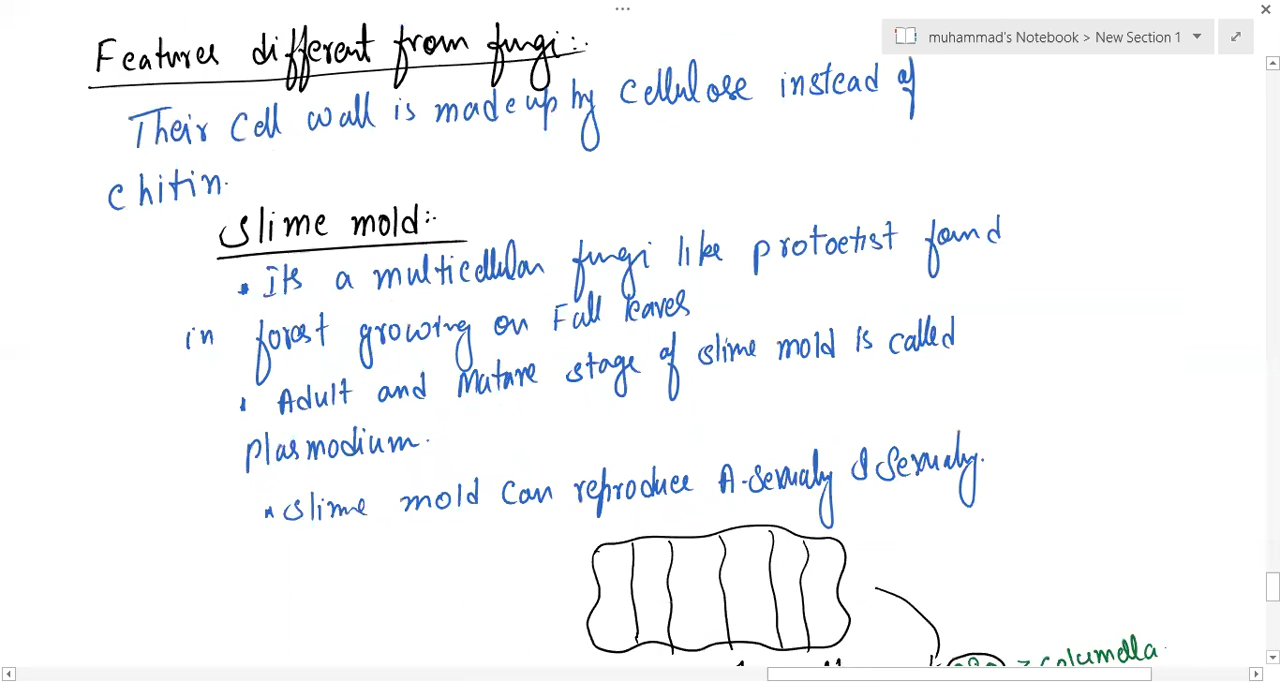 muhammad's Notebook > New Section 1
Features different from fungi:-
Their cell wall is made up by cellulose instead of
chitin.
Slime mold:-
• Its a multicellular fungi like protoctist found
in forest growing on Fall leaves
• Adult and Mature stage of slime mold is called
plasmodium.
• slime mold can reproduce A-sexualy & sexualy.
columella.